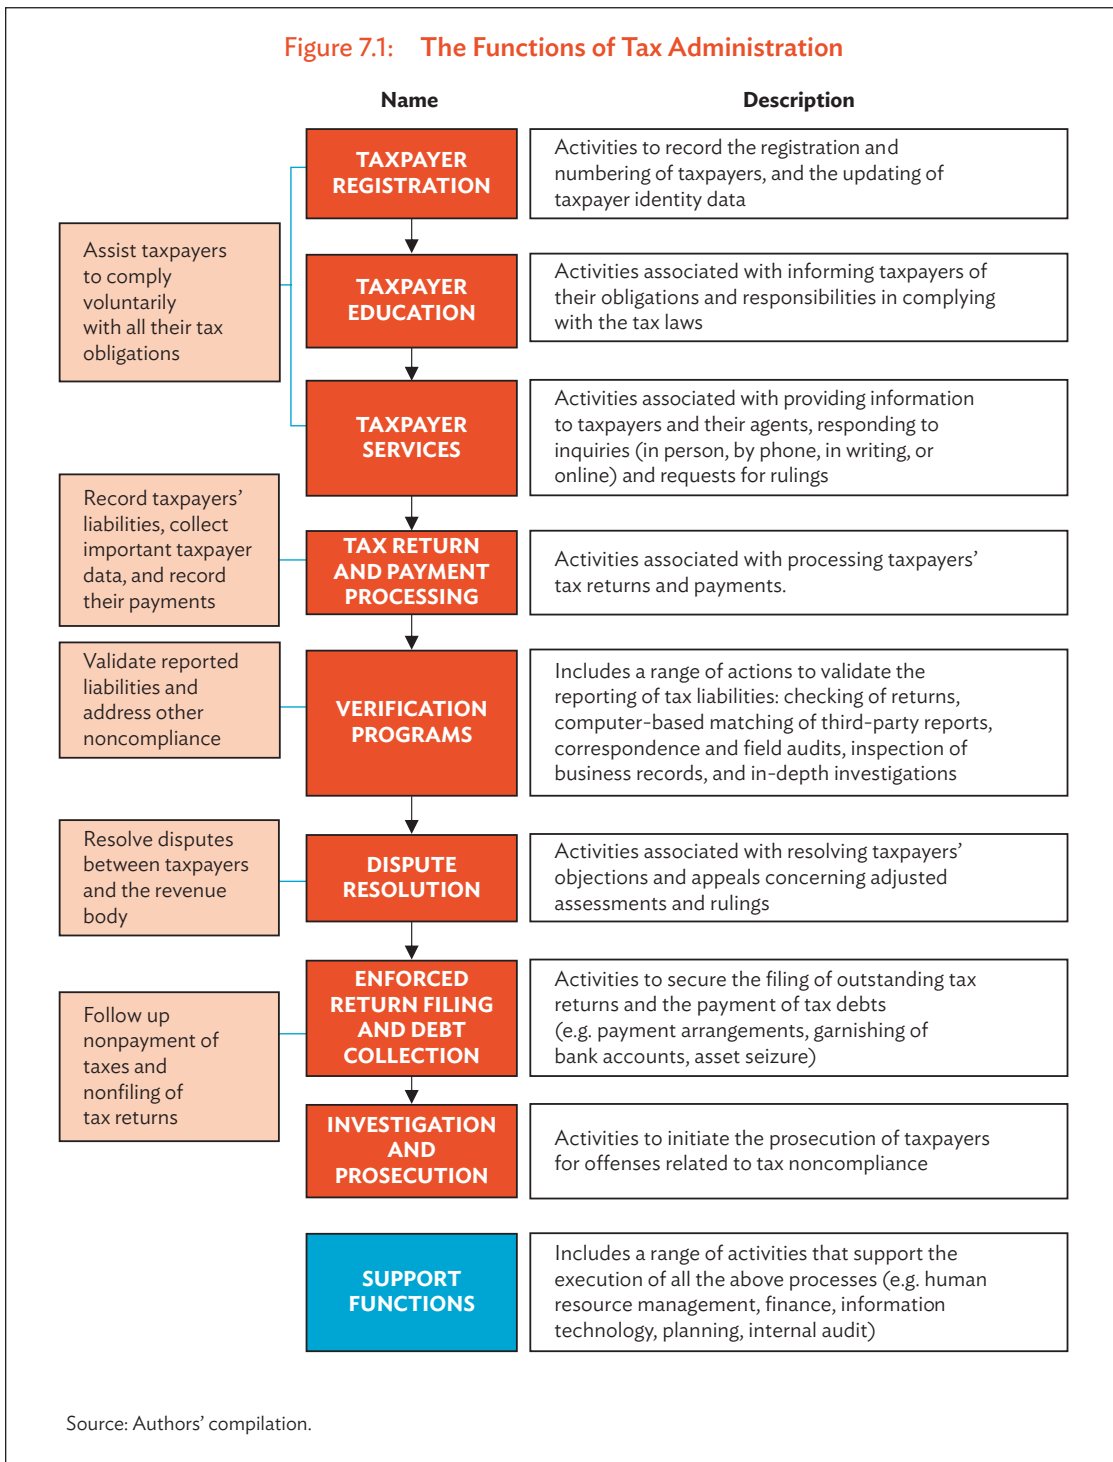 Figure 7.1: The Functions of Tax Administration
Name
Description
TAXPAYER
REGISTRATION
Activities to record the registration and
numbering of taxpayers, and the updating of
taxpayer identity data
Assist taxpayers
to comply
voluntarily
with all their tax
obligations
TAXPAYER
EDUCATION
Activities associated with informing taxpayers of
their obligations and responsibilities in complying
with the tax laws
TAXPAYER
SERVICES
Activities associated with providing information
to taxpayers and their agents, responding to
inquiries (in person, by phone, in writing, or
online) and requests for rulings
Record taxpayers’
liabilities, collect
important taxpayer
data, and record
their payments
TAX RETURN
AND PAYMENT
PROCESSING
Activities associated with processing taxpayers’
tax returns and payments.
Validate reported
liabilities and
address other
noncompliance
VERIFICATION
PROGRAMS
Includes a range of actions to validate the
reporting of tax liabilities: checking of returns,
computer-based matching of third-party reports,
correspondence and field audits, inspection of
business records, and in-depth investigations
Resolve disputes
between taxpayers
and the revenue
body
DISPUTE
RESOLUTION
Activities associated with resolving taxpayers’
objections and appeals concerning adjusted
assessments and rulings
Follow up
nonpayment of
taxes and
nonfiling of
tax returns
ENFORCED
RETURN FILING
AND DEBT
COLLECTION
Activities to secure the filing of outstanding tax
returns and the payment of tax debts
(e.g. payment arrangements, garnishing of
bank accounts, asset seizure)
INVESTIGATION
AND
PROSECUTION
Activities to initiate the prosecution of taxpayers
for offenses related to tax noncompliance
SUPPORT
FUNCTIONS
Includes a range of activities that support the
execution of all the above processes (e.g. human
resource management, finance, information
technology, planning, internal audit)
Source: Authors’ compilation.